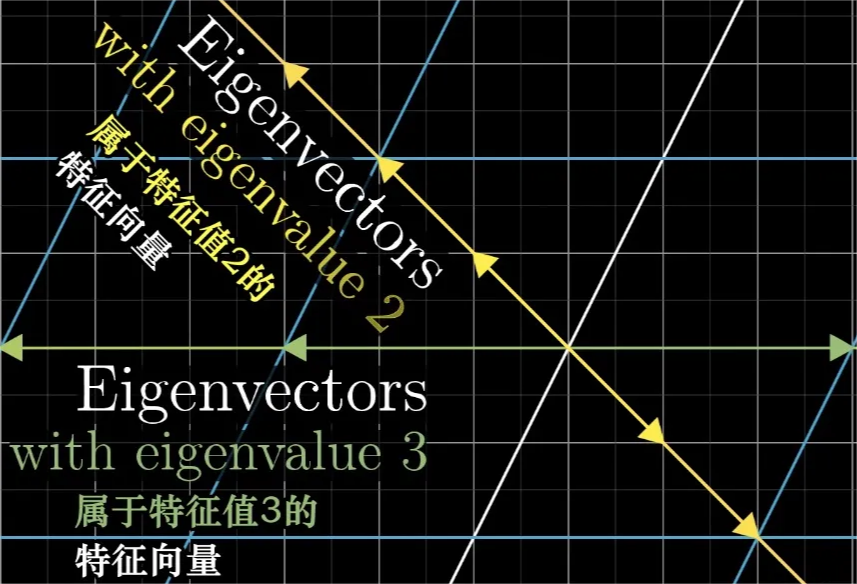 Eigenvectors
with eigenvalue 2
属于特征值2的
特征向量
Eigenvectors
with eigenvalue 3
属于特征值3的
特征向量